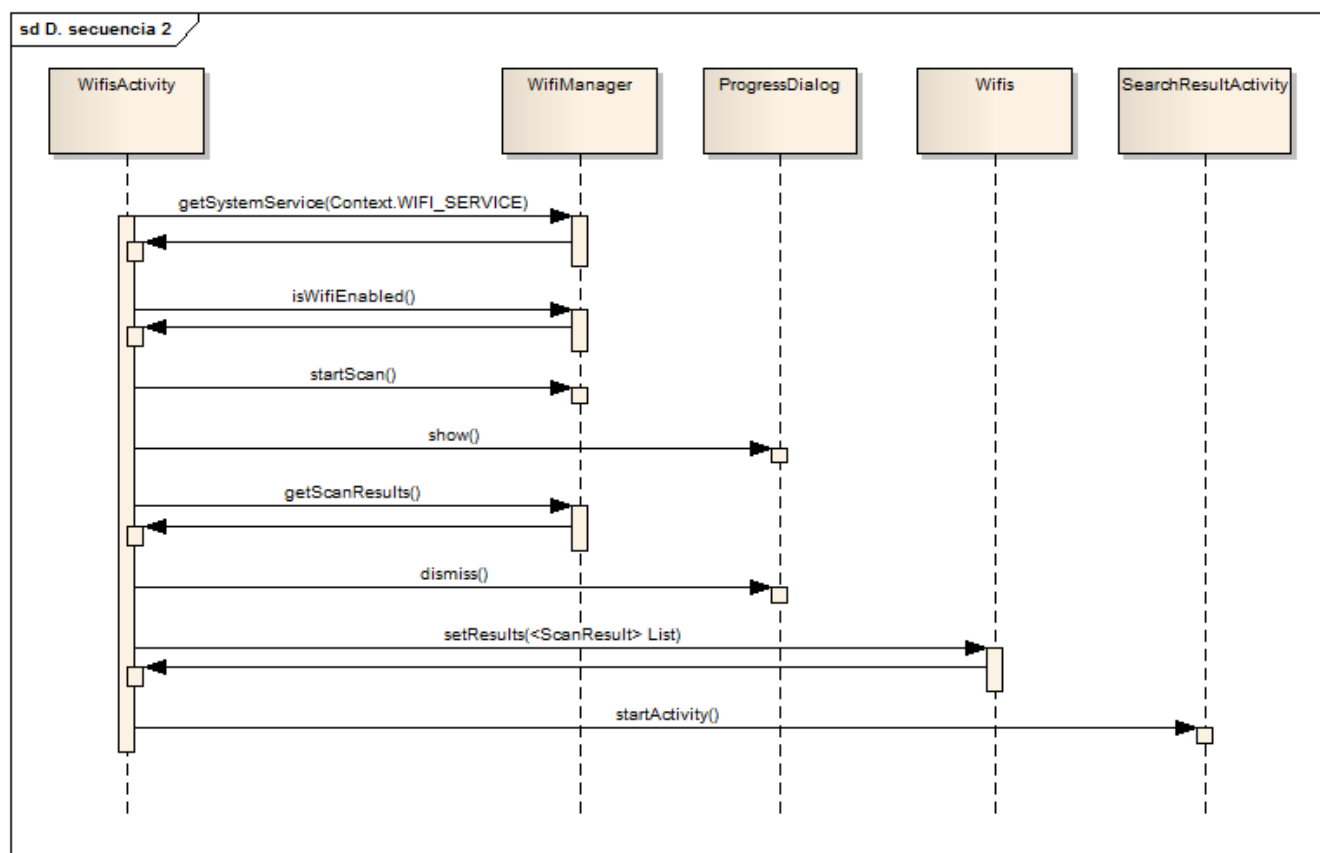 sd D. secuencia 2
WifisActivity
WifiManager
ProgressDialog
Wifis
SearchResultActivity
getSystemService(Context.WIFI_SERVICE)
isWifiEnabled()
startScan()
show()
getScanResults()
dismiss()
setResults(<ScanResult> List)
startActivity()